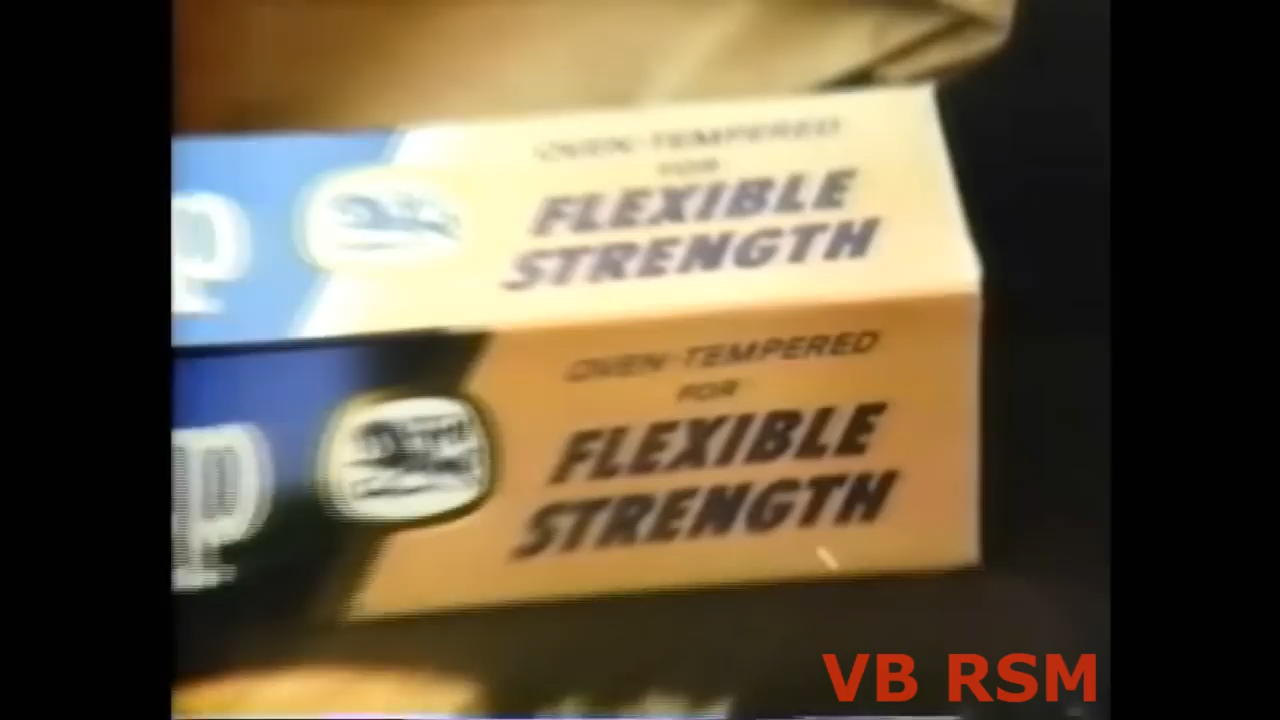 OVEN-TEMPERED
FOR
FLEXIBLE
STRENGTH
p
OVEN-TEMPERED
FOR
FLEXIBLE
STRENGTH
p
VB RSM